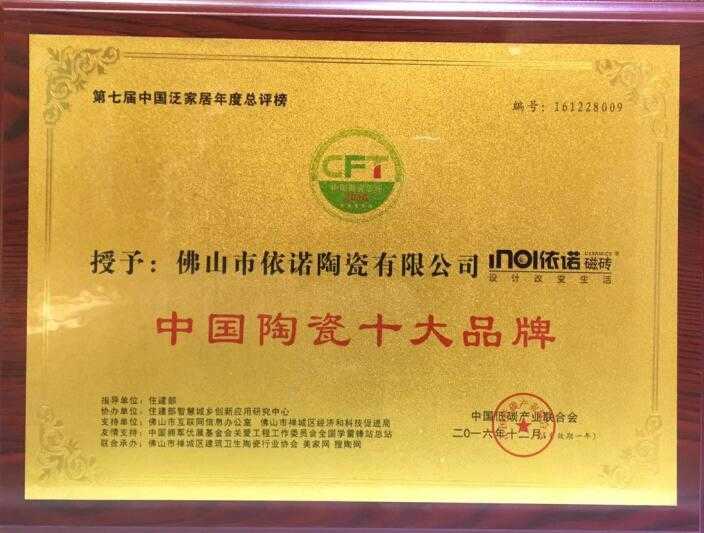 第七届中国泛家居年度总评榜
编号：161228009
CFT
授予：佛山市依诺陶瓷有限公司 INOI依诺磁砖
CERAMICS
设计改变生活
中国陶瓷十大品牌
指导单位：住建部
协办单位：住建部智慧城乡创新应用研究中心
支持单位：佛山市互联网信息办公室 佛山市禅城区经济和科技促进局
友情支持：中国拥军优属基金会关爱工程工作委员会全国学雷锋站总站
联合承办：佛山市禅城区建筑卫生陶瓷行业协会 美家网 搜陶网
中国低碳产业联合会
二〇一六年十二月（有效期一年）